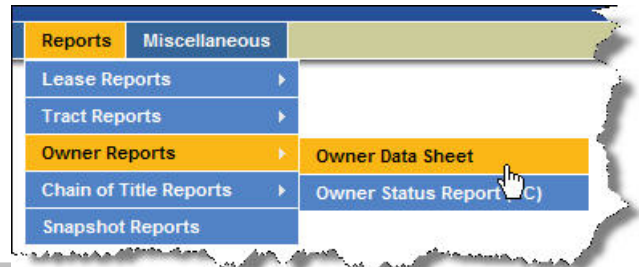 Reports Miscellaneous
Lease Reports
Tract Reports
Owner Reports
Owner Data Sheet
Chain of Title Reports
Owner Status Report C)
Snapshot Reports